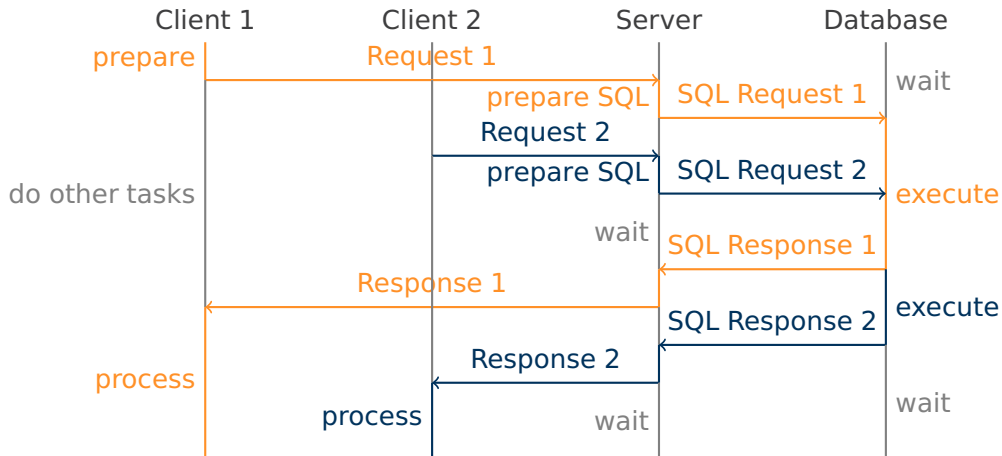 Client 1
Client 2
Server
Database
prepare
Request 1
wait
prepare SQL
SQL Request 1
Request 2
prepare SQL
SQL Request 2
do other tasks
execute
wait
SQL Response 1
Response 1
execute
SQL Response 2
Response 2
process
wait
process
wait